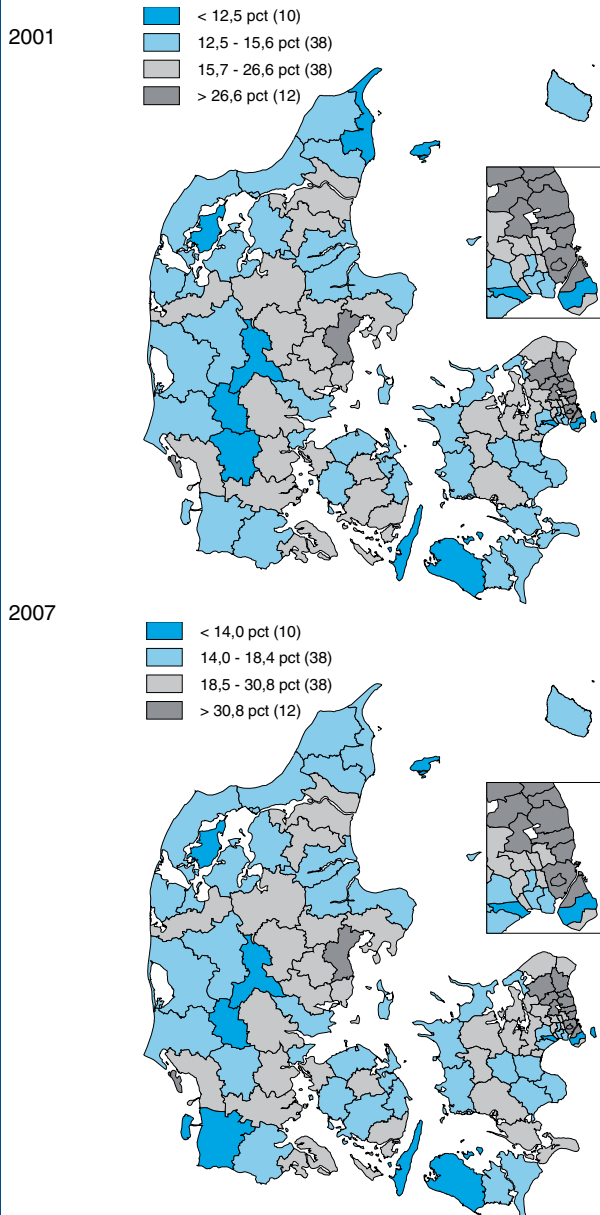 2001
< 12,5 pct (10)
12,5 - 15,6 pct (38)
15,7 - 26,6 pct (38)
> 26,6 pct (12)
2007
< 14,0 pct (10)
14,0 - 18,4 pct (38)
18,5 - 30,8 pct (38)
> 30,8 pct (12)